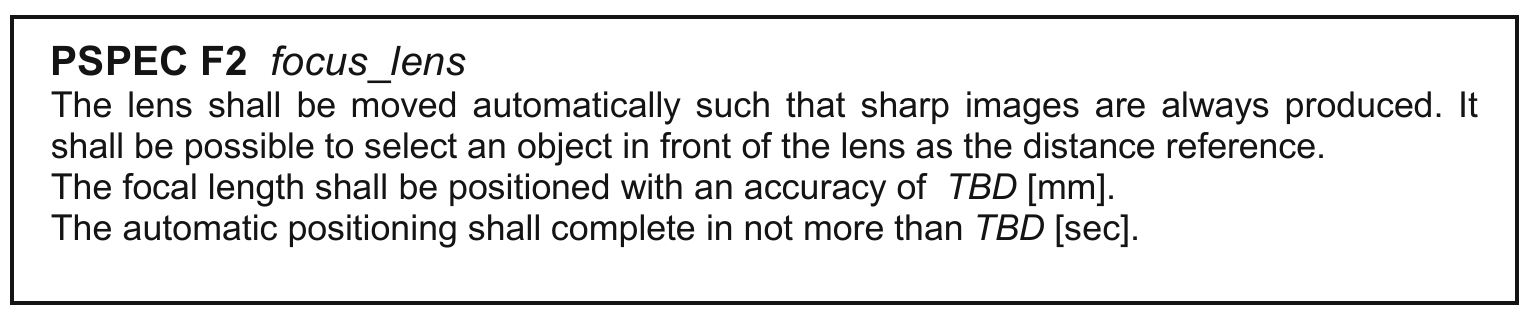 PSPEC F2 focus_lens
The lens shall be moved automatically such that sharp images are always produced. It
shall be possible to select an object in front of the lens as the distance reference.
The focal length shall be positioned with an accuracy of TBD [mm].
The automatic positioning shall complete in not more than TBD [sec].